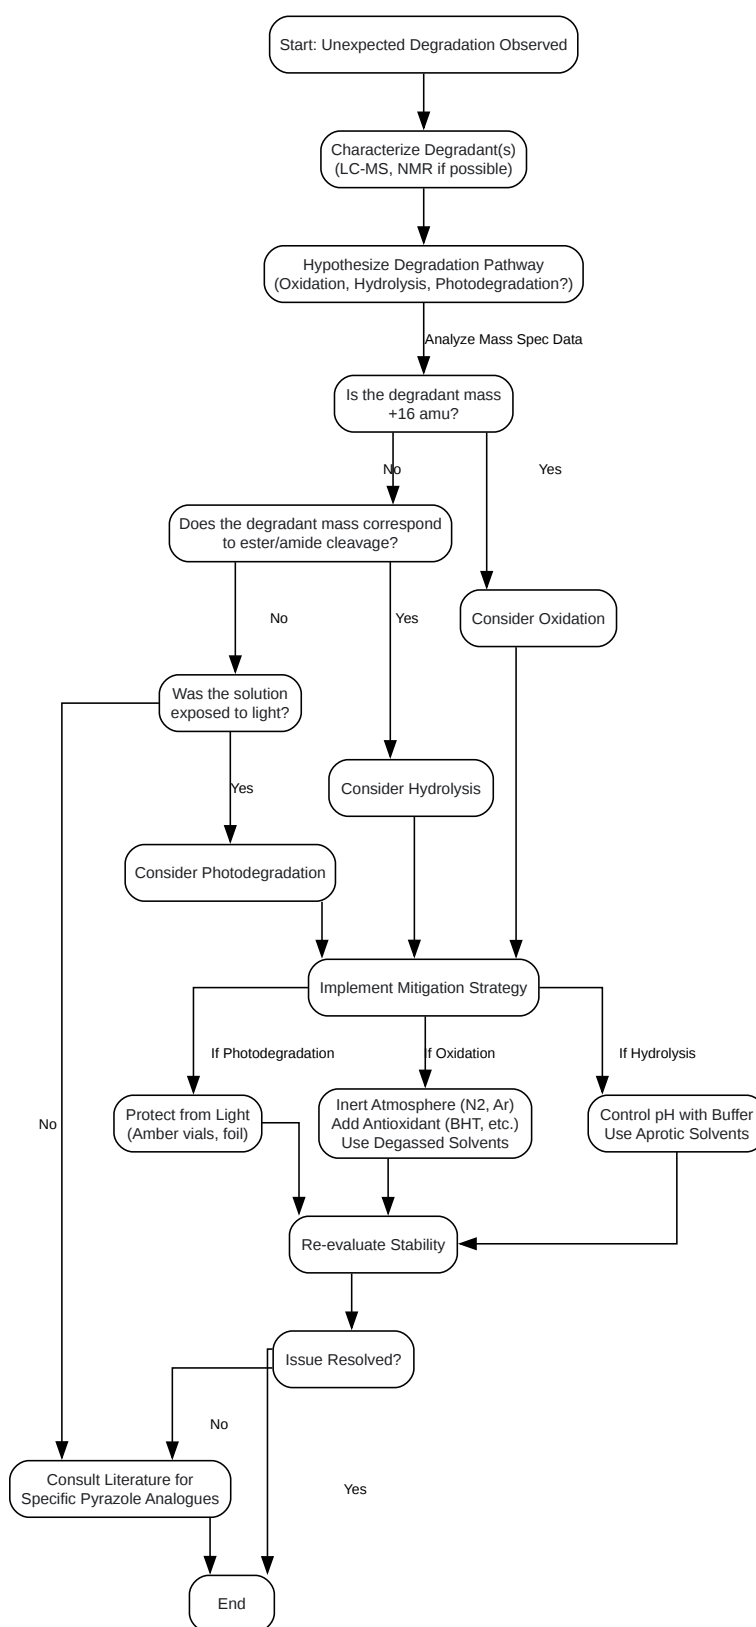 Start: Unexpected Degradation Observed
Characterize Degradant(s)
(LC-MS, NMR if possible)
Hypothesize Degradation Pathway
(Oxidation, Hydrolysis, Photodegradation?)
Analyze Mass Spec Data
Is the degradant mass
+16 amu?
No
Yes
Does the degradant mass correspond
to ester/amide cleavage?
No
Yes
Consider Oxidation
Was the solution
exposed to light?
Yes
Consider Hydrolysis
Consider Photodegradation
Implement Mitigation Strategy
If Photodegradation
If Oxidation
If Hydrolysis
No
Protect from Light
(Amber vials, foil)
Inert Atmosphere (N2, Ar)
Add Antioxidant (BHT, etc.)
Use Degassed Solvents
Control pH with Buffer
Use Aprotic Solvents
Re-evaluate Stability
Issue Resolved?
No
Yes
Consult Literature for
Specific Pyrazole Analogues
End